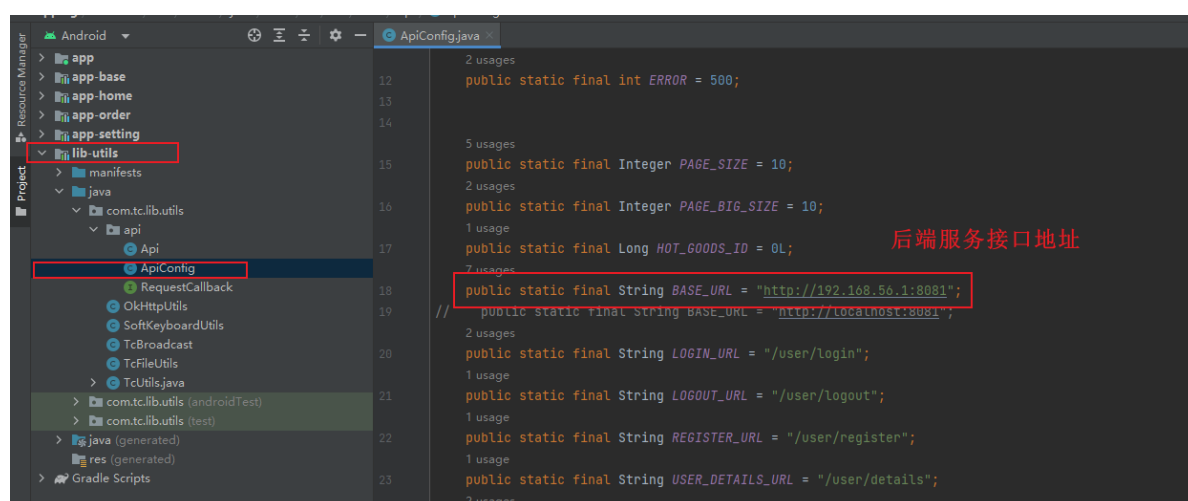 Android
ApiConfig.java
Resource Manager
Project
app
app-base
app-home
app-order
app-setting
lib-utils
manifests
java
com.tc.lib.utils
api
Api
ApiConfig
RequestCallback
OkHttpUtils
SoftKeyboardUtils
TcBroadcast
TcFileUtils
TcUtils.java
com.tc.lib.utils (androidTest)
com.tc.lib.utils (test)
java (generated)
res (generated)
Gradle Scripts
2 usages
12 public static final int ERROR = 500;
13
14
5 usages
15 public static final Integer PAGE_SIZE = 10;
2 usages
16 public static final Integer PAGE_BIG_SIZE = 10;
1 usage
17 public static final Long HOT_GOODS_ID = 0L;
后端服务接口地址
7 usages
18 public static final String BASE_URL = "http://192.168.56.1:8081";
19 // public static final String BASE_URL = "http://localhost:8081";
2 usages
20 public static final String LOGIN_URL = "/user/login";
1 usage
21 public static final String LOGOUT_URL = "/user/logout";
1 usage
22 public static final String REGISTER_URL = "/user/register";
1 usage
23 public static final String USER_DETAILS_URL = "/user/details";